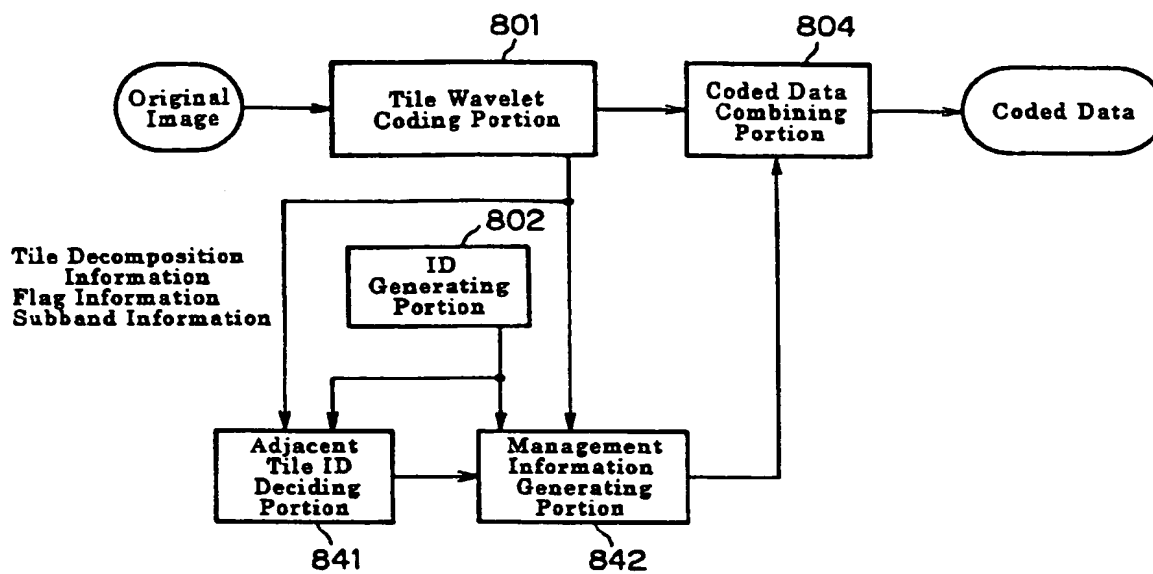 801
804
Original
Image
Tile Wavelet
Coding Portion
Coded Data
Combining
Portion
Coded Data
802
Tile Decomposition
Information
Flag Information
Subband Information
ID
Generating
Portion
Adjacent
Tile ID
Deciding
Portion
Management
Information
Generating
Portion
841
842